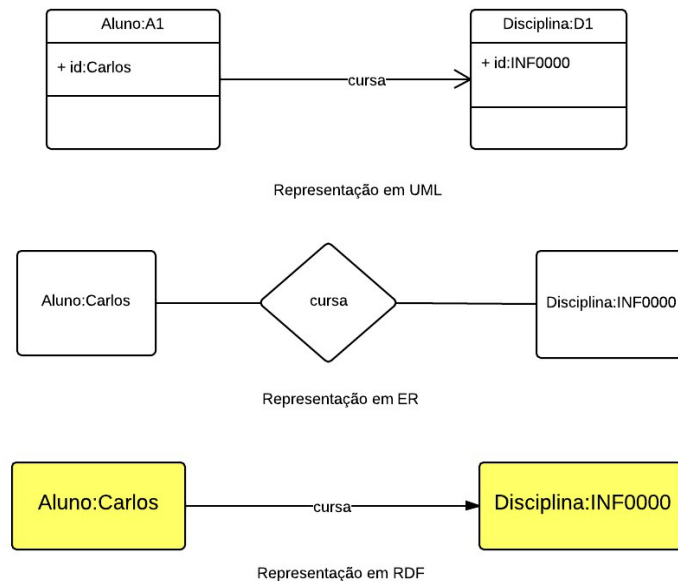 Aluno:A1
+ id:Carlos
cursa
Disciplina:D1
+ id:INF0000
Representação em UML
Aluno:Carlos
cursa
Disciplina:INF0000
Representação em ER
Aluno:Carlos
cursa
Disciplina:INF0000
Representação em RDF